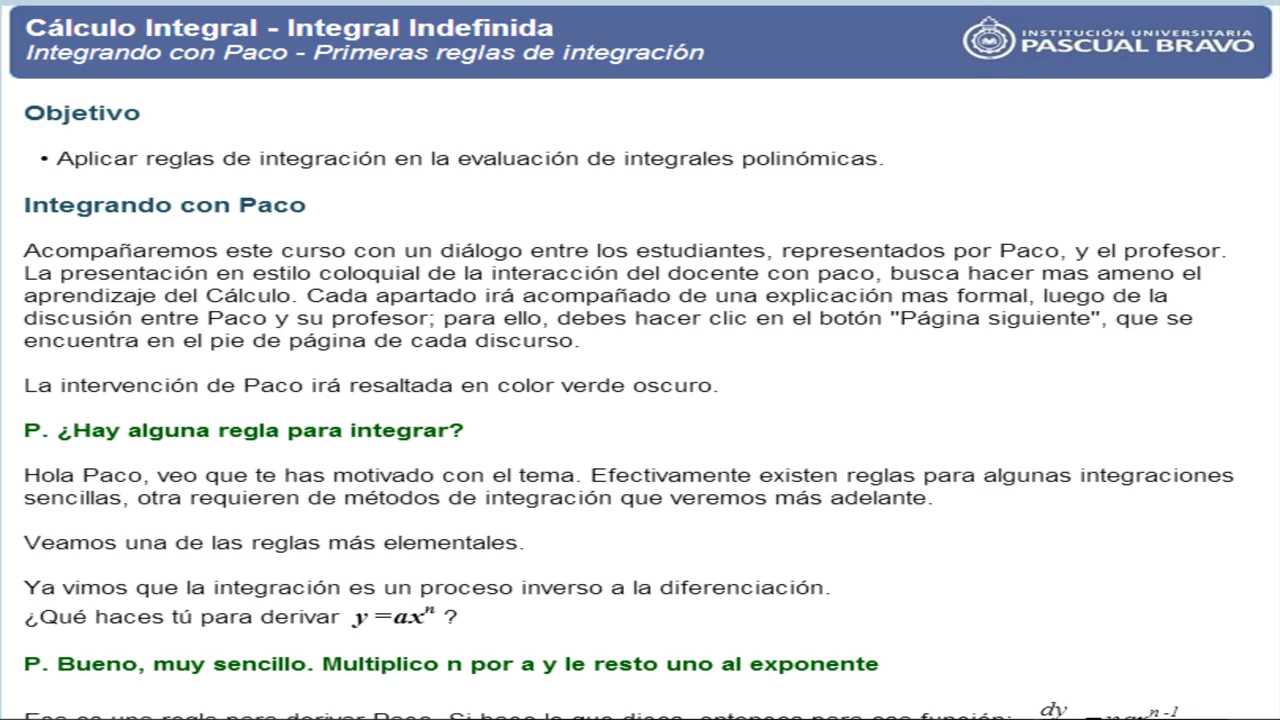 Cálculo Integral - Integral Indefinida
Integrando con Paco - Primeras reglas de integración
INSTITUCIÓN UNIVERSITARIA
PASCUAL BRAVO
Objetivo
• Aplicar reglas de integración en la evaluación de integrales polinómicas.
Integrando con Paco
Acompañaremos este curso con un diálogo entre los estudiantes, representados por Paco, y el profesor.
La presentación en estilo coloquial de la interacción del docente con paco, busca hacer mas ameno el
aprendizaje del Cálculo. Cada apartado irá acompañado de una explicación mas formal, luego de la
discusión entre Paco y su profesor; para ello, debes hacer clic en el botón "Página siguiente", que se
encuentra en el pie de página de cada discurso.
La intervención de Paco irá resaltada en color verde oscuro.
P. ¿Hay alguna regla para integrar?
Hola Paco, veo que te has motivado con el tema. Efectivamente existen reglas para algunas integraciones
sencillas, otra requieren de métodos de integración que veremos más adelante.
Veamos una de las reglas más elementales.
Ya vimos que la integración es un proceso inverso a la diferenciación.
¿Qué haces tú para derivar y = axⁿ ?
P. Bueno, muy sencillo. Multiplico n por a y le resto uno al exponente